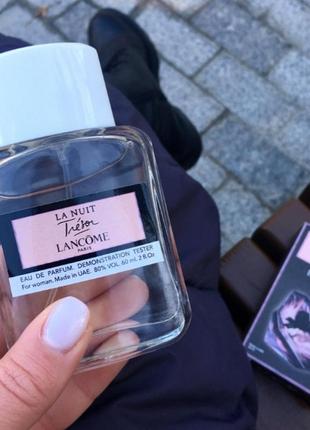 LA NUIT
Trésor
LANCÔME
PARIS
EAU DE PARFUM. DEMONSTRATION TESTER
For woman. Made in UAE. 80% VOL. 60 ml. 2 fl.Oz